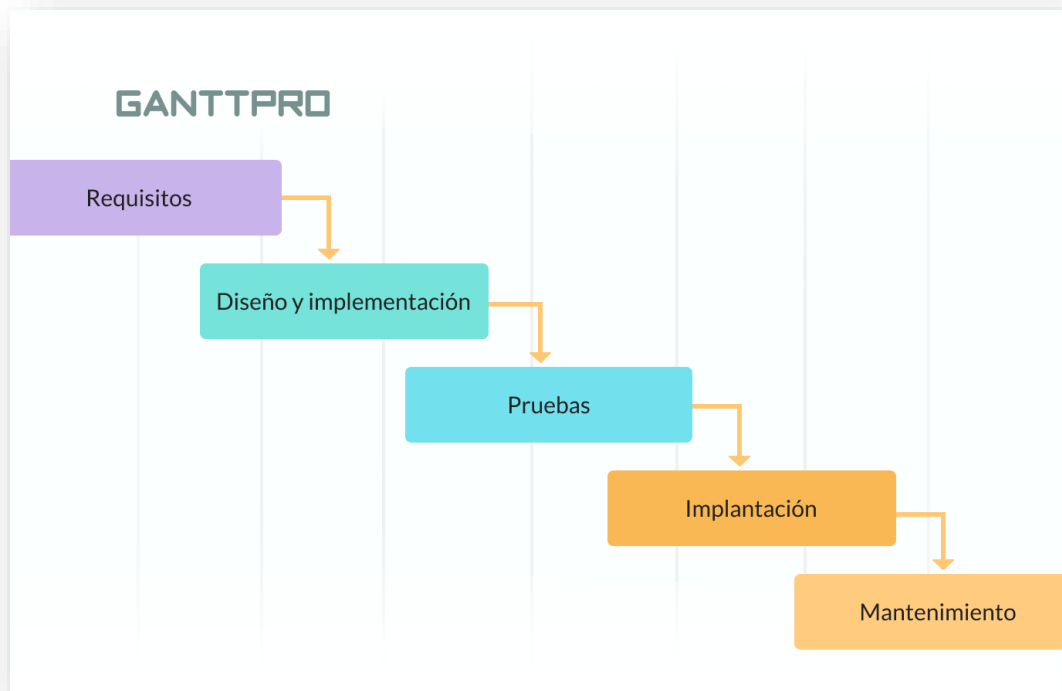 GANTTPRO
Requisitos
Diseño y implementación
Pruebas
Implantación
Mantenimiento